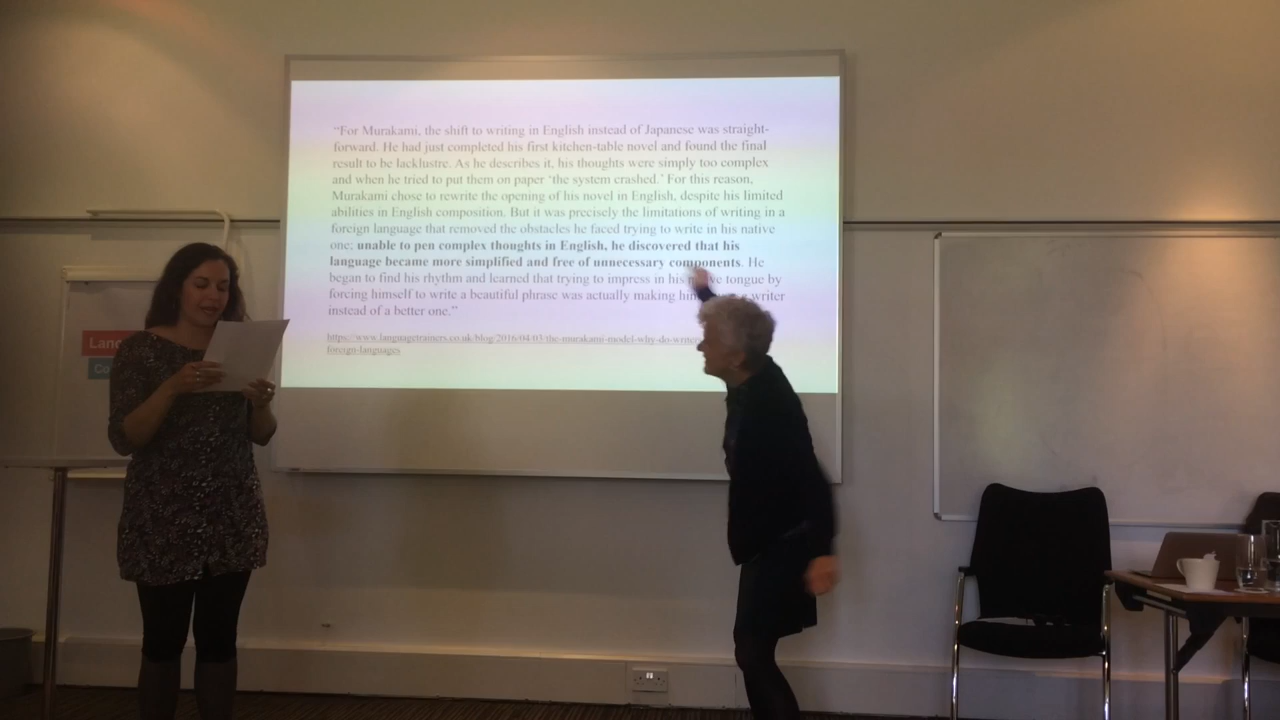 “For Murakami, the shift to writing in English instead of Japanese was straight-
forward. He had just completed his first kitchen-table novel and found the final
result to be lacklustre. As he describes it, his thoughts were simply too complex
and when he tried to put them on paper ‘the system crashed.’ For this reason,
Murakami chose to rewrite the opening of his novel in English, despite his limited
abilities in English composition. But it was precisely the limitations of writing in a
foreign language that removed the obstacles he faced trying to write in his native
one; unable to pen complex thoughts in English, he discovered that his
language became more simplified and free of unnecessary components. He
began to find his rhythm and learned that trying to impress in his tongue by
forcing himself to write a beautiful phrase was actually making writer
instead of a better one.”
https://www.languagetrainers.co.uk/blog/2016/04/03/the-murakami-model-why-do-writers
foreign-languages
Lan
Co